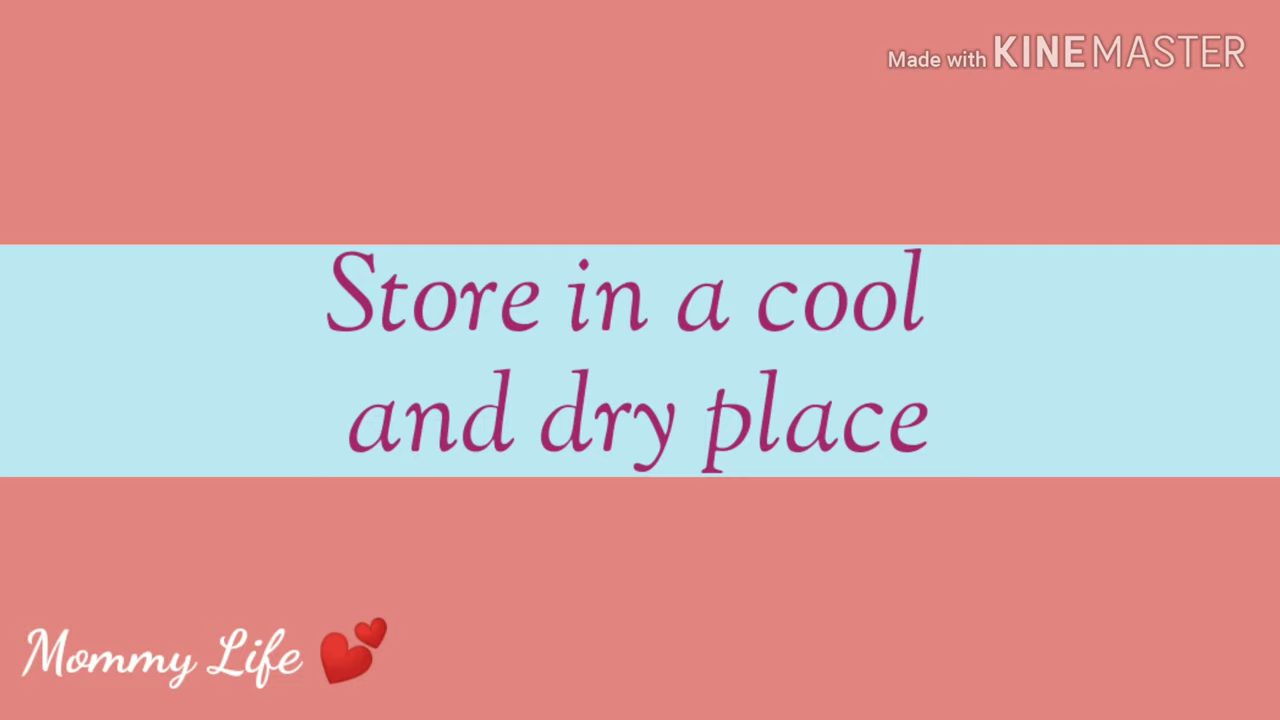 Made with KINEMASTER
Store in a cool
and dry place
Mommy Life 💕